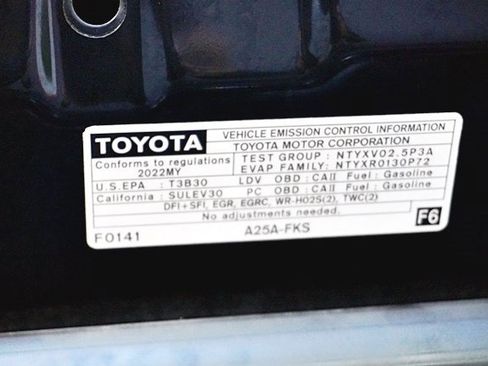 TOYOTA
VEHICLE EMISSION CONTROL INFORMATION
TOYOTA MOTOR CORPORATION
Conforms to regulations
2022MY
TEST GROUP : NTYXV02.5P3A
EVAP FAMILY: NTYXR0130P72
U.S.EPA : T3B30 LDV OBD : CAII Fuel : Gasoline
California : SULEV30 PC OBD : CAII Fuel : Gasoline
DFI+SFI, EGR, EGRC, WR-HO2S(2), TWC(2)
No adjustments needed.
F0141 A25A-FKS F6